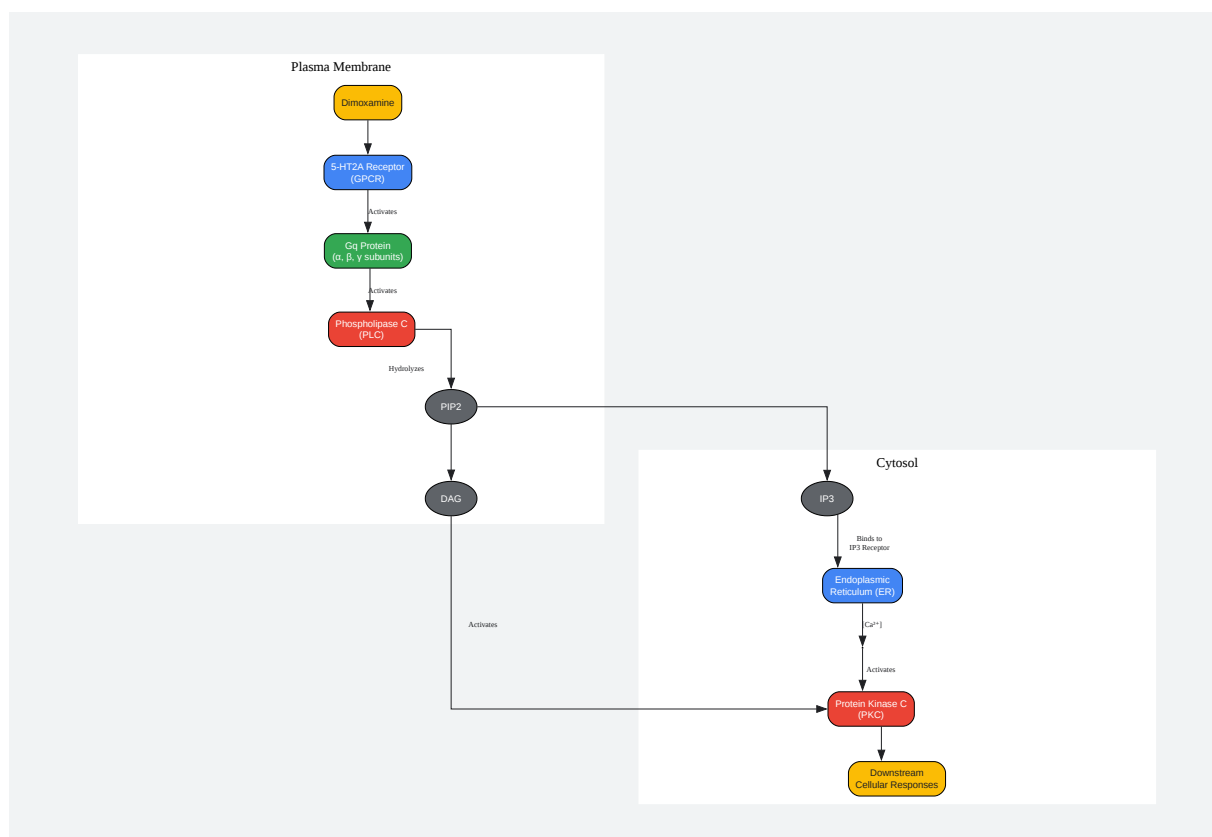 Plasma Membrane
Dimoxamine
5-HT2A Receptor
(GPCR)
Activates
Gq Protein
(α, β, γ subunits)
Activates
Phospholipase C
(PLC)
Hydrolyzes
PIP2
DAG
Activates
Cytosol
IP3
Binds to
IP3 Receptor
Endoplasmic
Reticulum (ER)
[Ca²⁺]
Activates
Protein Kinase C
(PKC)
Downstream
Cellular Responses